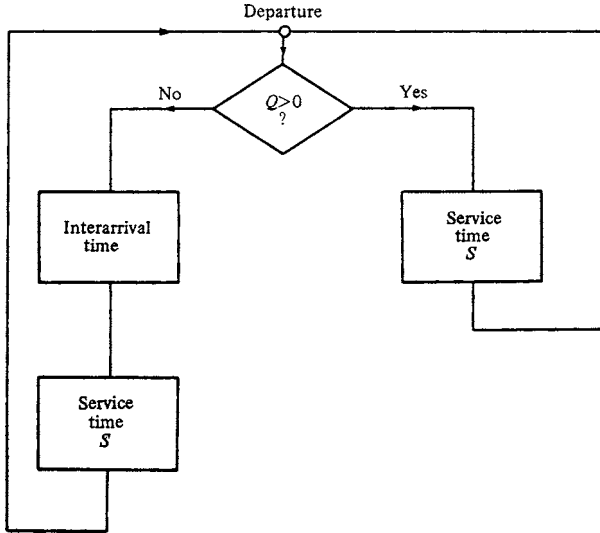 Departure
No
Q>0
?
Yes
Interarrival
time
Service
time
S
Service
time
S